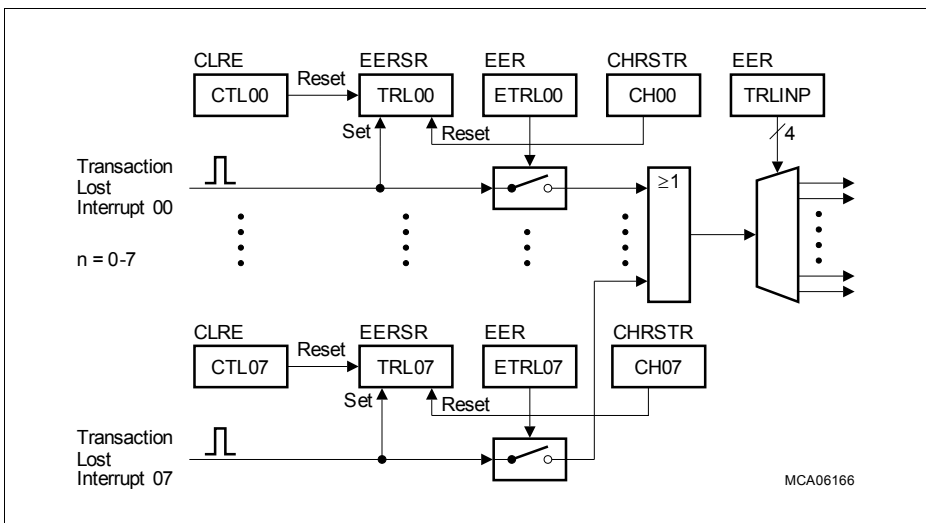 CLRE EERSR EER CHRSTR EER
CTL00 Reset TRL00 ETRL00 CH00 TRLINP
Set Reset 4
Transaction
Lost
Interrupt 00
≥1
n = 0-7
CLRE EERSR EER CHRSTR
CTL07 Reset TRL07 ETRL07 CH07
Set Reset
Transaction
Lost
Interrupt 07
MCA06166